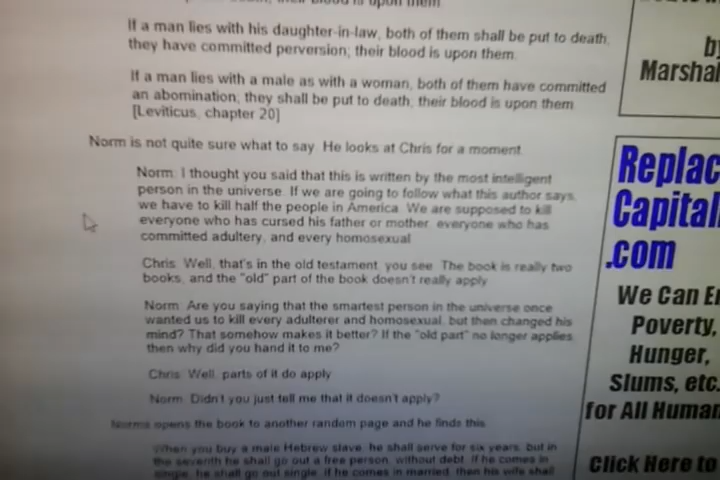 their blood is upon them.
If a man lies with his daughter-in-law, both of them shall be put to death;
they have committed perversion; their blood is upon them.
If a man lies with a male as with a woman, both of them have committed
an abomination; they shall be put to death; their blood is upon them.
[Leviticus, chapter 20]
Norm is not quite sure what to say. He looks at Chris for a moment.
Norm: I thought you said that this is written by the most intelligent
person in the universe. If we are going to follow what this author says,
we have to kill half the people in America. We are supposed to kill
everyone who has cursed his father or mother, everyone who has
committed adultery, and every homosexual.
Chris: Well, that's in the old testament, you see. The book is really two
books, and the "old" part of the book doesn't really apply.
Norm: Are you saying that the smartest person in the universe once
wanted us to kill every adulterer and homosexual, but then changed his
mind? That somehow makes it better? If the "old part" no longer applies,
then why did you hand it to me?
Chris: Well, parts of it do apply.
Norm: Didn't you just tell me that it doesn't apply?
Norms opens the book to another random page and he finds this:
When you buy a male Hebrew slave, he shall serve for six years, but in
the seventh he shall go out a free person, without debt. If he comes in
single, he shall go out single; if he comes in married, then his wife shall
by
Marshal
Replac
Capital
.com
We Can En
Poverty,
Hunger,
Slums, etc.
for All Human
Click Here to